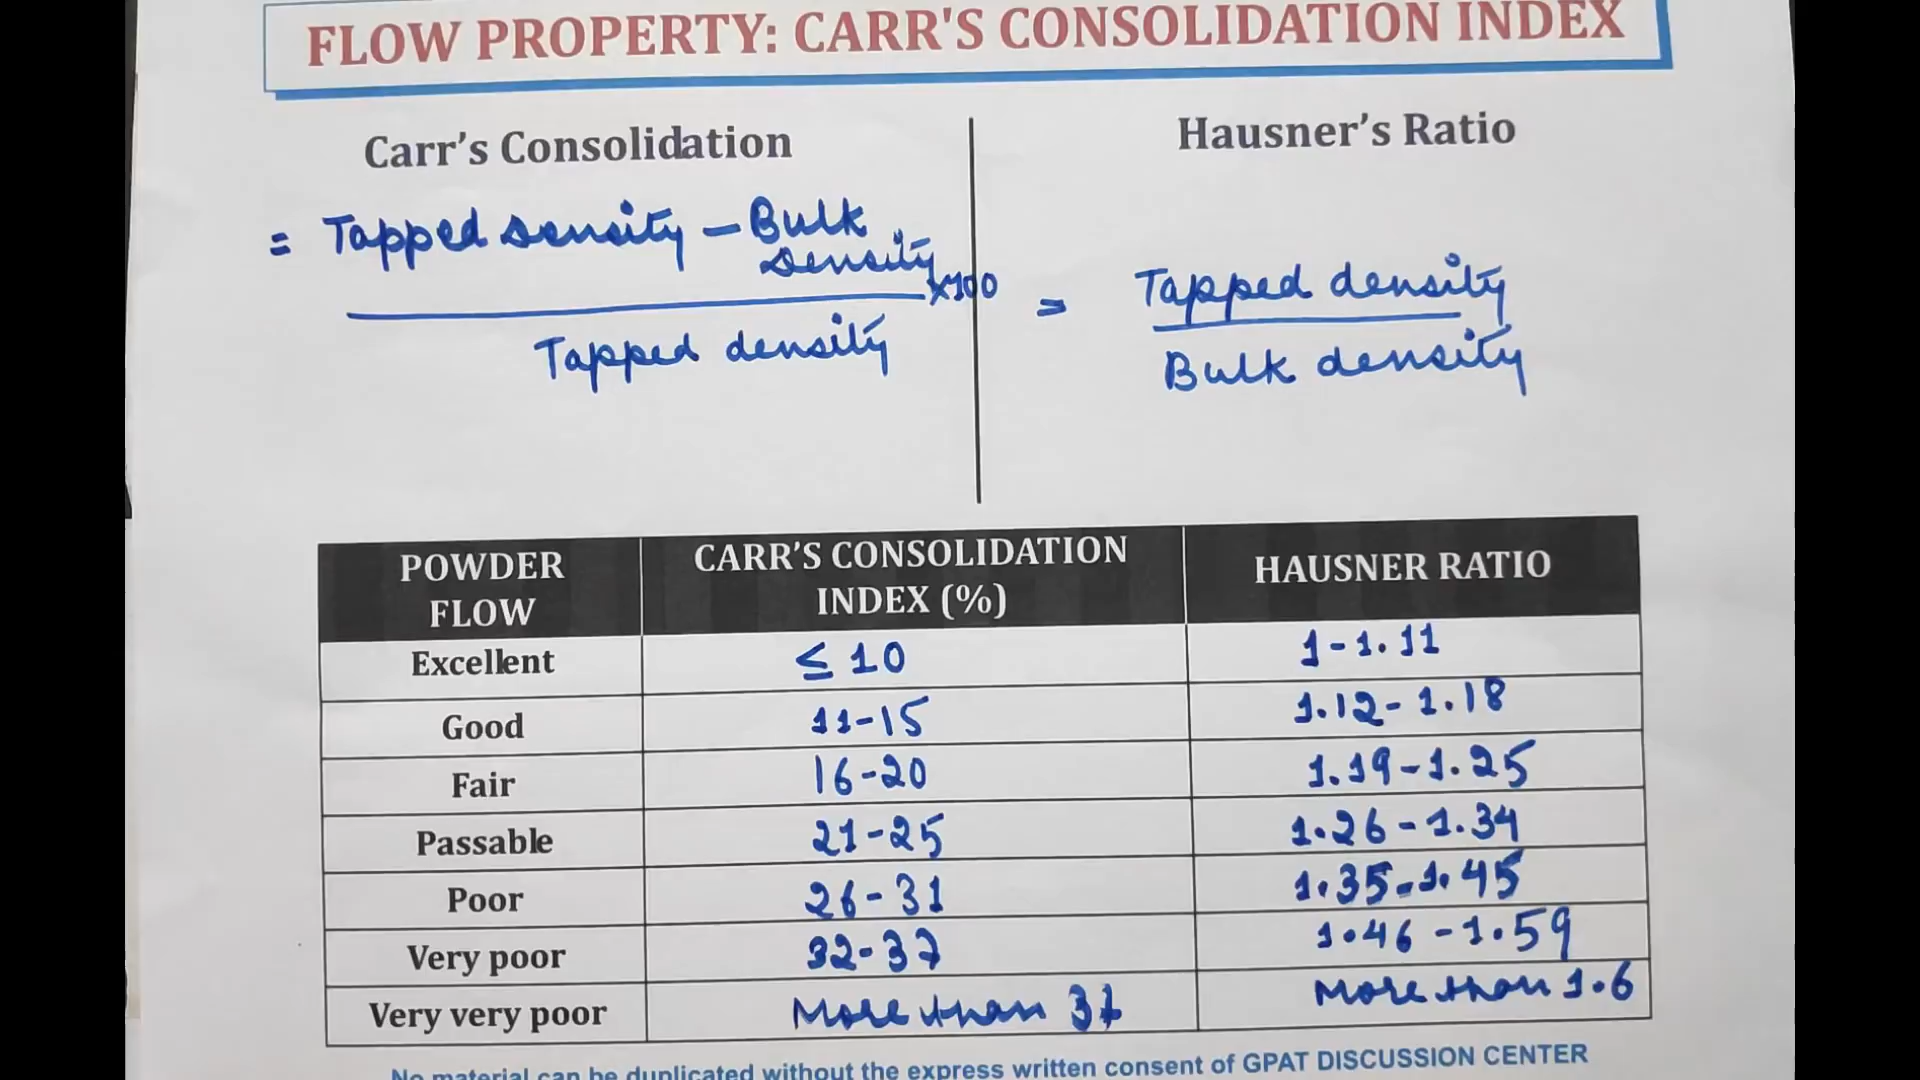 FLOW PROPERTY: CARR'S CONSOLIDATION INDEX
Carr's Consolidation
= Tapped density - Bulk density
×100
Tapped density
Hausner's Ratio
= Tapped density
Bulk density
POWDER FLOW CARR'S CONSOLIDATION INDEX (%) HAUSNER RATIO
Excellent ≤ 10 1-1.11
Good 11-15 1.12-1.18
Fair 16-20 1.19-1.25
Passable 21-25 1.26-1.34
Poor 26-31 1.35-1.45
Very poor 32-37 1.46-1.59
Very very poor More than 37 More than 1.6
No material can be duplicated without the express written consent of GPAT DISCUSSION CENTER